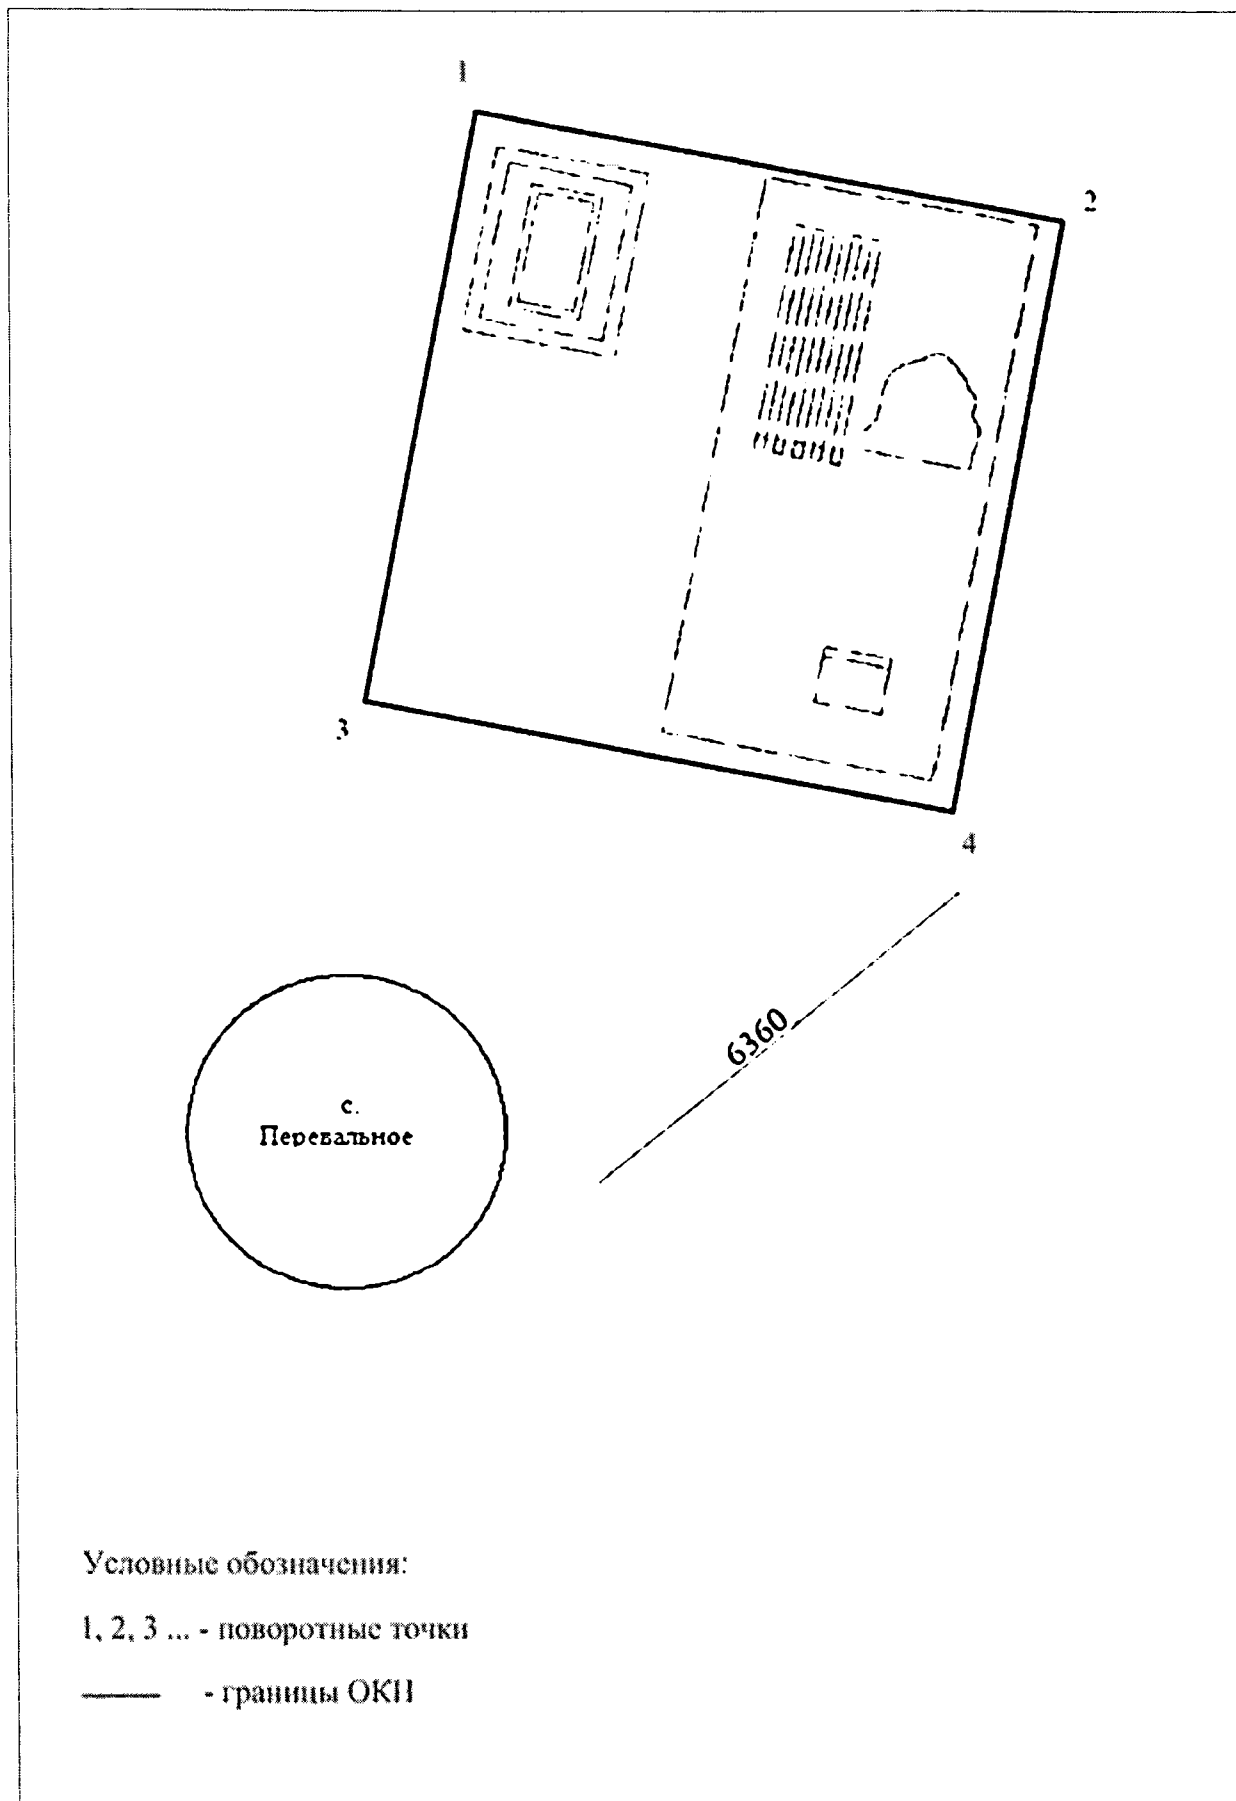 1
2
3
4
6360
с.
Перевальное
Условные обозначения:
1, 2, 3 ... - поворотные точки
- границы ОКН